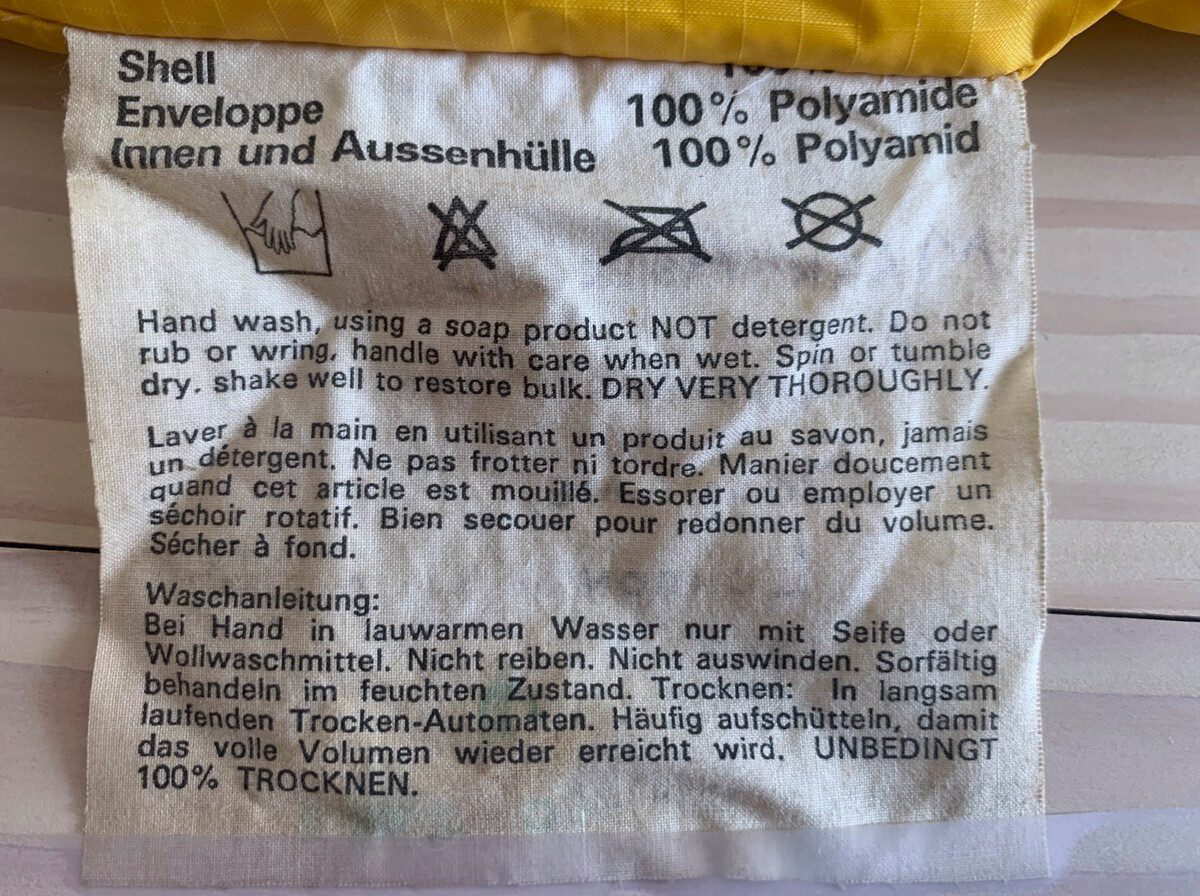 Shell
Enveloppe 100% Polyamide
Innen und Aussenhülle 100% Polyamid
Hand wash, using a soap product NOT detergent. Do not
rub or wring, handle with care when wet. Spin or tumble
dry. shake well to restore bulk. DRY VERY THOROUGHLY.
Laver à la main en utilisant un produit au savon, jamais
un détergent. Ne pas frotter ni tordre. Manier doucement
quand cet article est mouillé. Essorer ou employer un
séchoir rotatif. Bien secouer pour redonner du volume.
Sécher à fond.
Waschanleitung:
Bei Hand in lauwarmen Wasser nur mit Seife oder
Wollwaschmittel. Nicht reiben. Nicht auswinden. Sorfältig
behandeln im feuchten Zustand. Trocknen: In langsam
laufenden Trocken-Automaten. Häufig aufschütteln, damit
das volle Volumen wieder erreicht wird. UNBEDINGT
100% TROCKNEN.